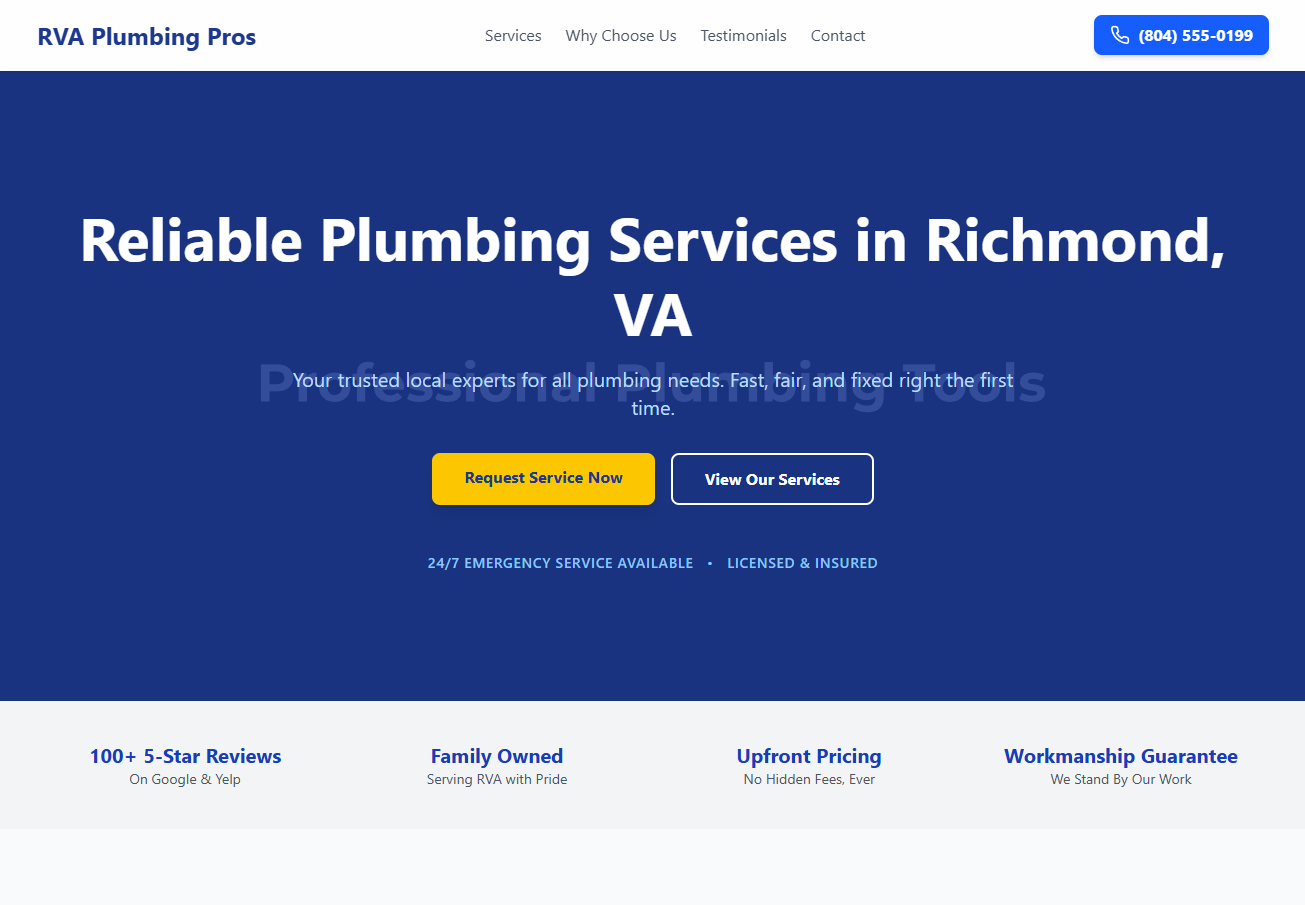 RVA Plumbing Pros
Services
Why Choose Us
Testimonials
Contact
(804) 555-0199
Reliable Plumbing Services in Richmond,
VA
Professional Plumbing Tools
Your trusted local experts for all plumbing needs. Fast, fair, and fixed right the first
time.
Request Service Now
View Our Services
24/7 EMERGENCY SERVICE AVAILABLE • LICENSED & INSURED
100+ 5-Star Reviews
On Google & Yelp
Family Owned
Serving RVA with Pride
Upfront Pricing
No Hidden Fees, Ever
Workmanship Guarantee
We Stand By Our Work